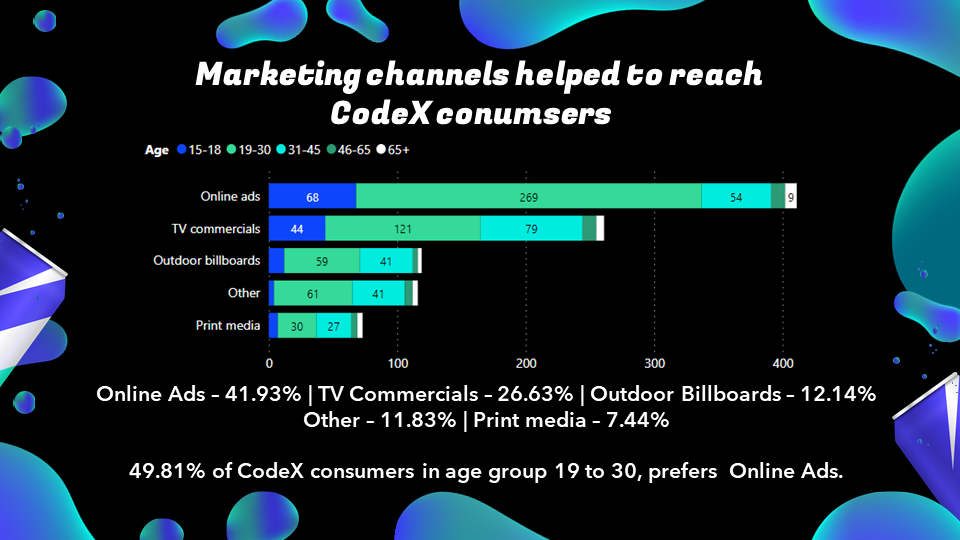 Marketing channels helped to reach
CodeX conumsers
Age 15-18 19-30 31-45 46-65 65+
Online ads 68 269 54 9
TV commercials 44 121 79
Outdoor billboards 59 41
Other 61 41
Print media 30 27
0 100 200 300 400
Online Ads – 41.93% | TV Commercials – 26.63% | Outdoor Billboards – 12.14%
Other – 11.83% | Print media – 7.44%
49.81% of CodeX consumers in age group 19 to 30, prefers Online Ads.